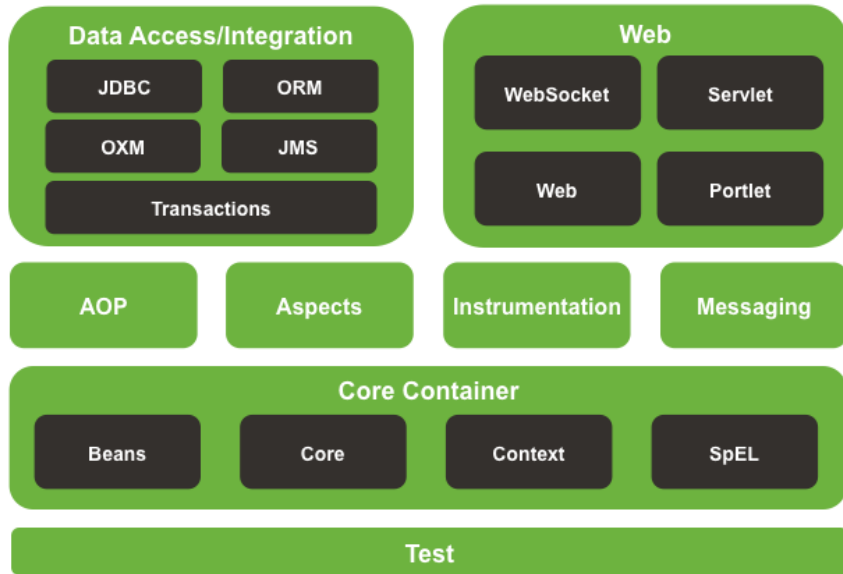 Data Access/Integration
JDBC
ORM
OXM
JMS
Transactions
Web
WebSocket
Servlet
Web
Portlet
AOP
Aspects
Instrumentation
Messaging
Core Container
Beans
Core
Context
SpEL
Test